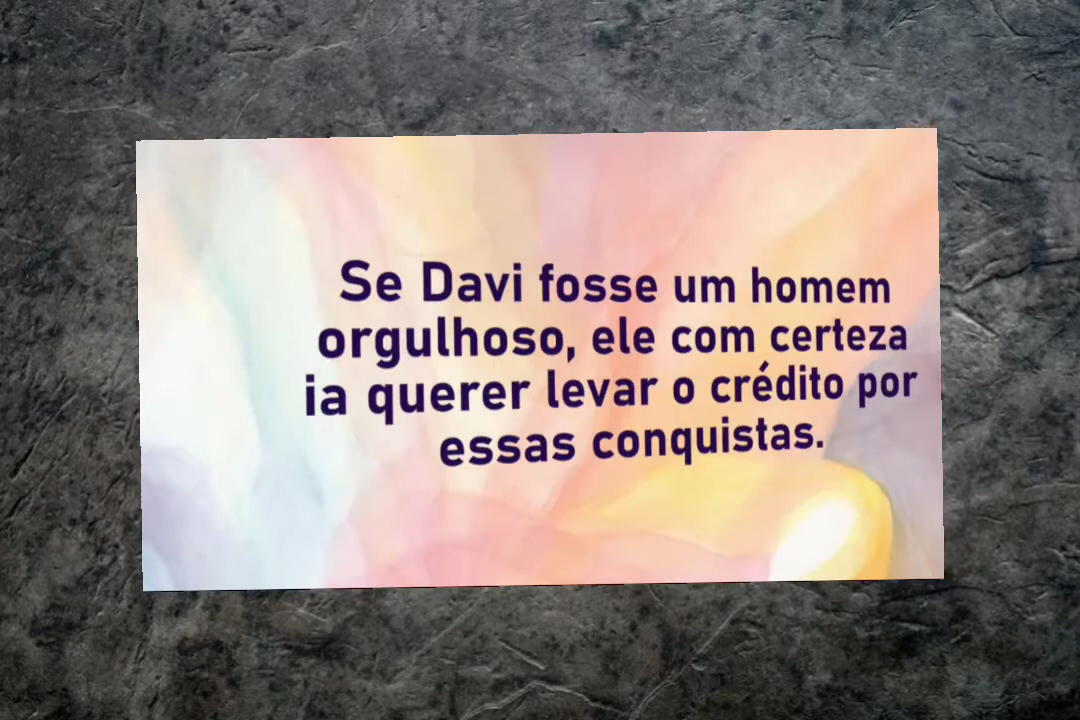 Se Davi fosse um homem
orgulhoso, ele com certeza
ia querer levar o crédito por
essas conquistas.